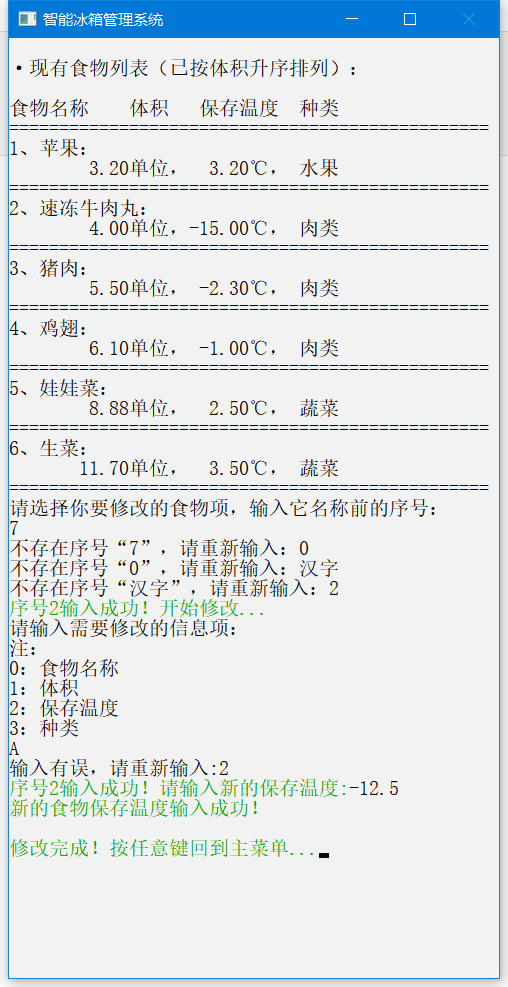 智能冰箱管理系统
·现有食物列表（已按体积升序排列）：
食物名称    体积   保存温度  种类
================================================
1、苹果：
        3.20单位，  3.20℃， 水果
================================================
2、速冻牛肉丸：
        4.00单位，-15.00℃， 肉类
================================================
3、猪肉：
        5.50单位， -2.30℃， 肉类
================================================
4、鸡翅：
        6.10单位， -1.00℃， 肉类
================================================
5、娃娃菜：
        8.88单位，  2.50℃， 蔬菜
================================================
6、生菜：
       11.70单位，  3.50℃， 蔬菜
================================================
请选择你要修改的食物项，输入它名称前的序号：
7
不存在序号“7”，请重新输入：0
不存在序号“0”，请重新输入：汉字
不存在序号“汉字”，请重新输入：2
序号2输入成功！开始修改...
请输入需要修改的信息项：
注：
0：食物名称
1：体积
2：保存温度
3：种类
A
输入有误，请重新输入:2
序号2输入成功！请输入新的保存温度:-12.5
新的食物保存温度输入成功！
修改完成！按任意键回到主菜单...